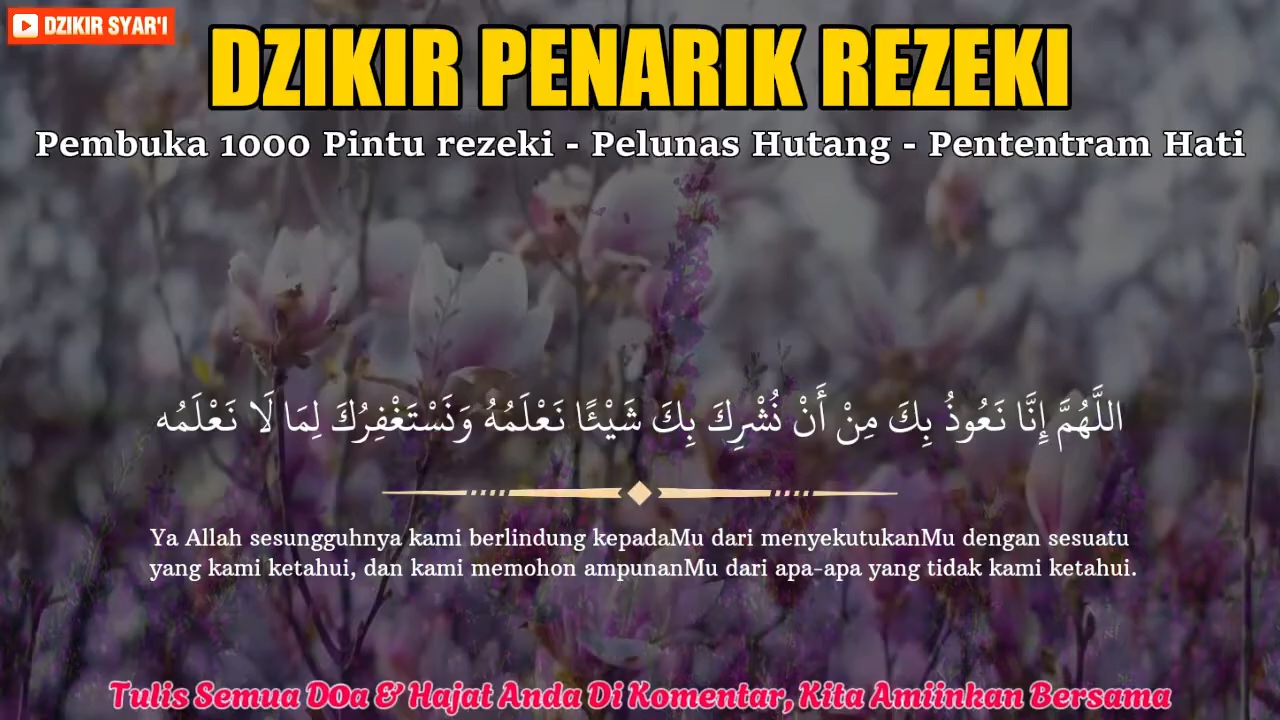 DZIKIR SYAR'I
DZIKIR PENARIK REZEKI
Pembuka 1000 Pintu rezeki - Pelunas Hutang - Pententram Hati
اللَّهُمَّ إِنَّا نَعُوذُ بِكَ مِنْ أَنْ نُشْرِكَ بِكَ شَيْئًا نَعْلَمُهُ وَنَسْتَغْفِرُكَ لِمَا لَا نَعْلَمُه
Ya Allah sesungguhnya kami berlindung kepadaMu dari menyekutukanMu dengan sesuatu
yang kami ketahui, dan kami memohon ampunanMu dari apa-apa yang tidak kami ketahui.
Tulis Semua DOa & Hajat Anda Di Komentar, Kita Amiinkan Bersama